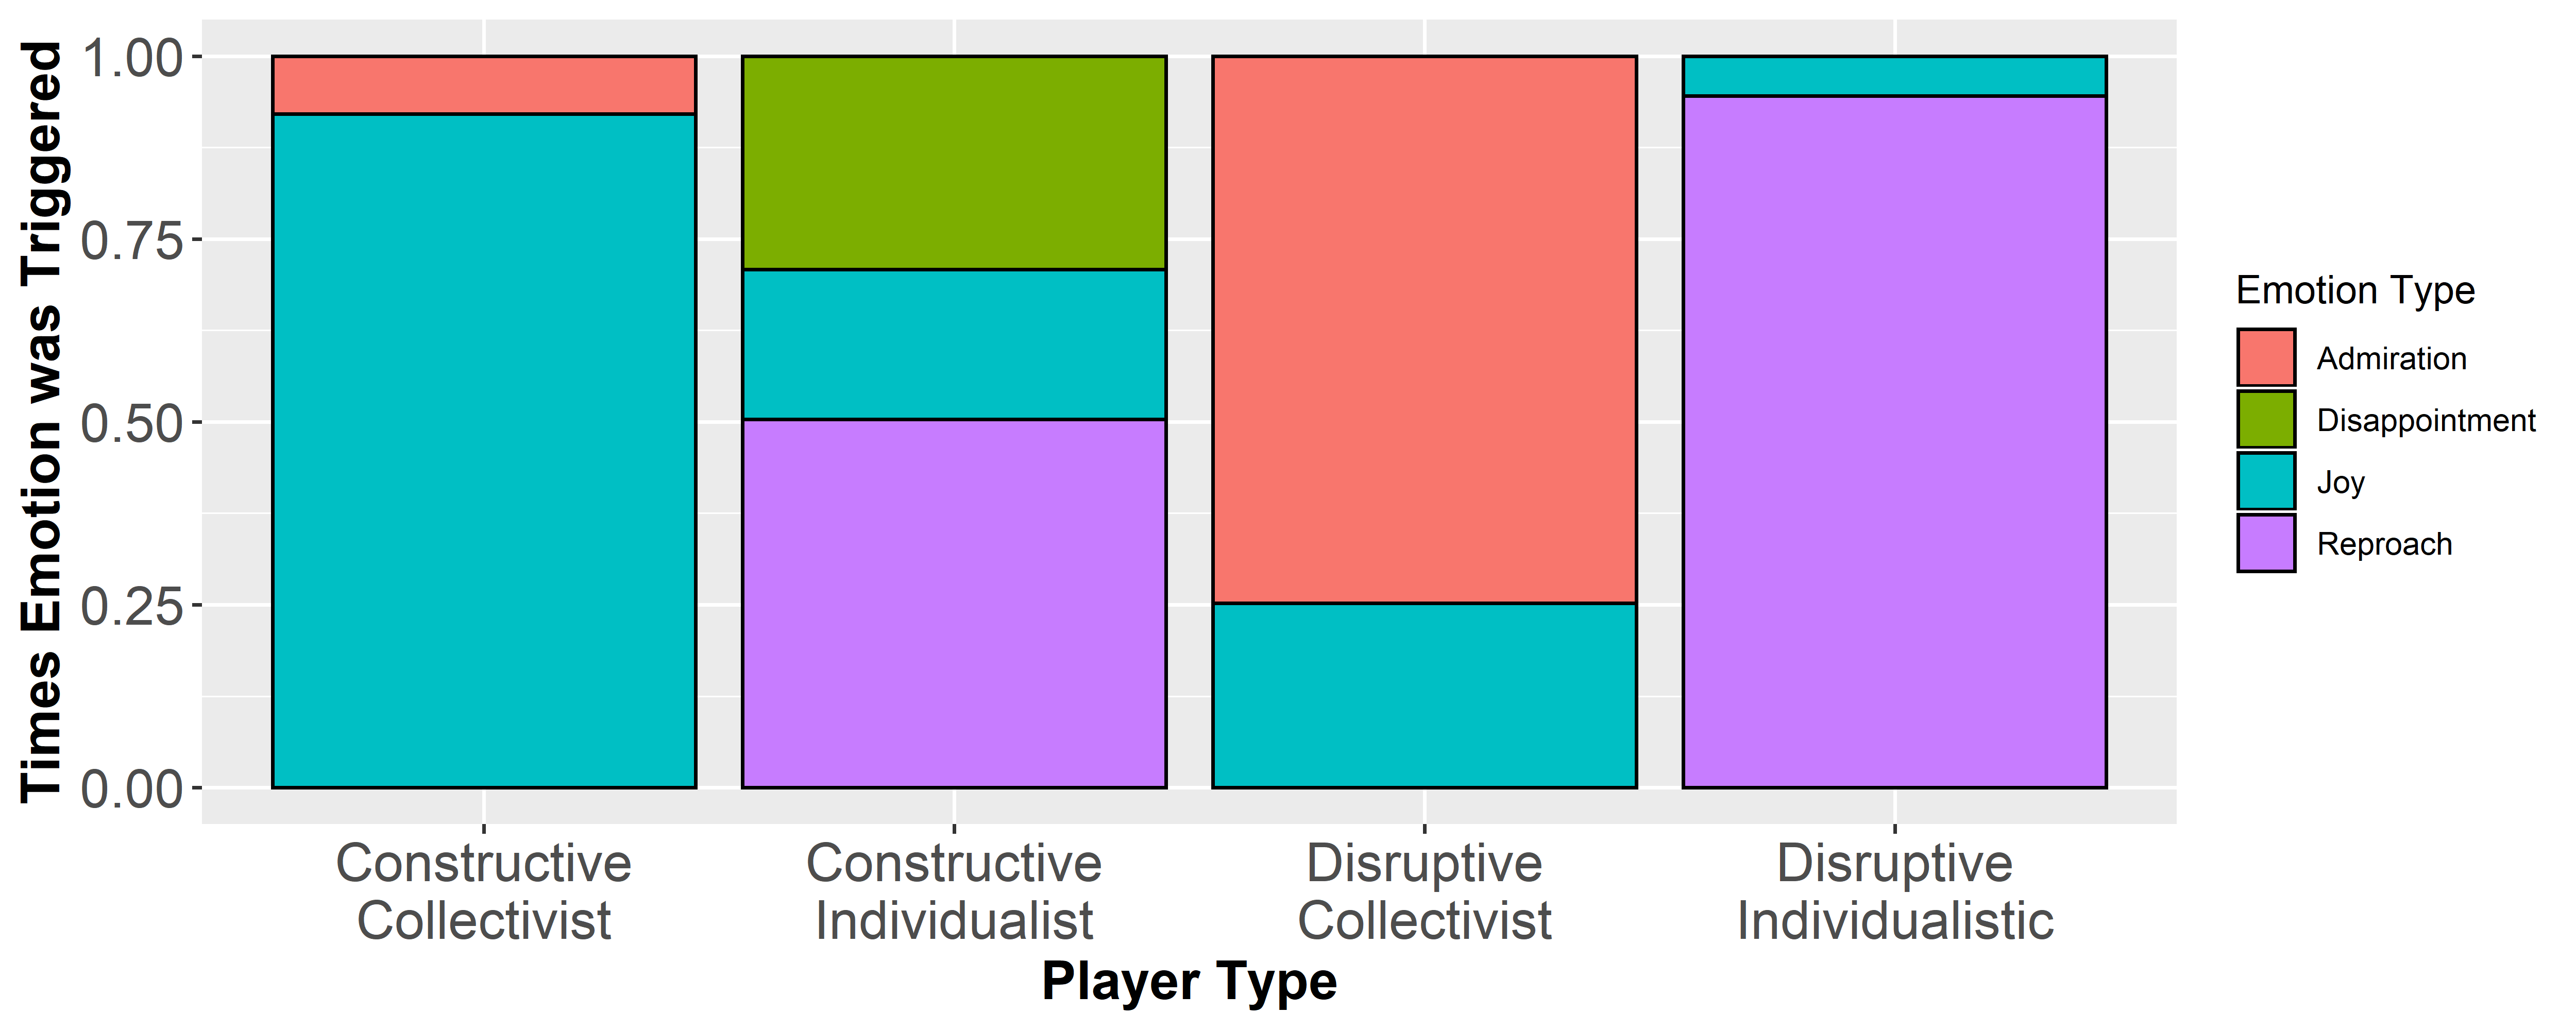 Times Emotion was Triggered
1.00
0.75
0.50
0.25
0.00
Constructive
Collectivist
Constructive
Individualist
Disruptive
Collectivist
Disruptive
Individualistic
Player Type
Emotion Type
Admiration
Disappointment
Joy
Reproach